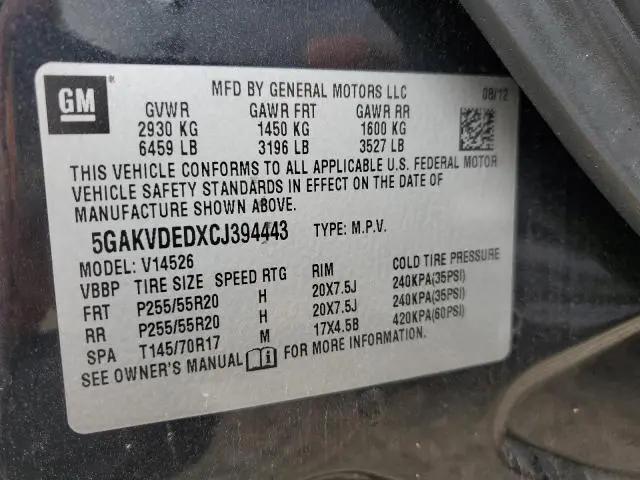 GM
MFD BY GENERAL MOTORS LLC 08/12
GVWR GAWR FRT GAWR RR
2930 KG 1450 KG 1600 KG
6459 LB 3196 LB 3527 LB
THIS VEHICLE CONFORMS TO ALL APPLICABLE U.S. FEDERAL MOTOR
VEHICLE SAFETY STANDARDS IN EFFECT ON THE DATE OF
MANUFACTURE SHOWN ABOVE.
5GAKVDEDXCJ394443 TYPE: M.P.V.
MODEL: V14526
VBBP TIRE SIZE SPEED RTG RIM COLD TIRE PRESSURE
FRT P255/55R20 H 20X7.5J 240KPA(35PSI)
RR P255/55R20 H 20X7.5J 240KPA(35PSI)
SPA T145/70R17 M 17X4.5B 420KPA(60PSI)
SEE OWNER'S MANUAL FOR MORE INFORMATION.